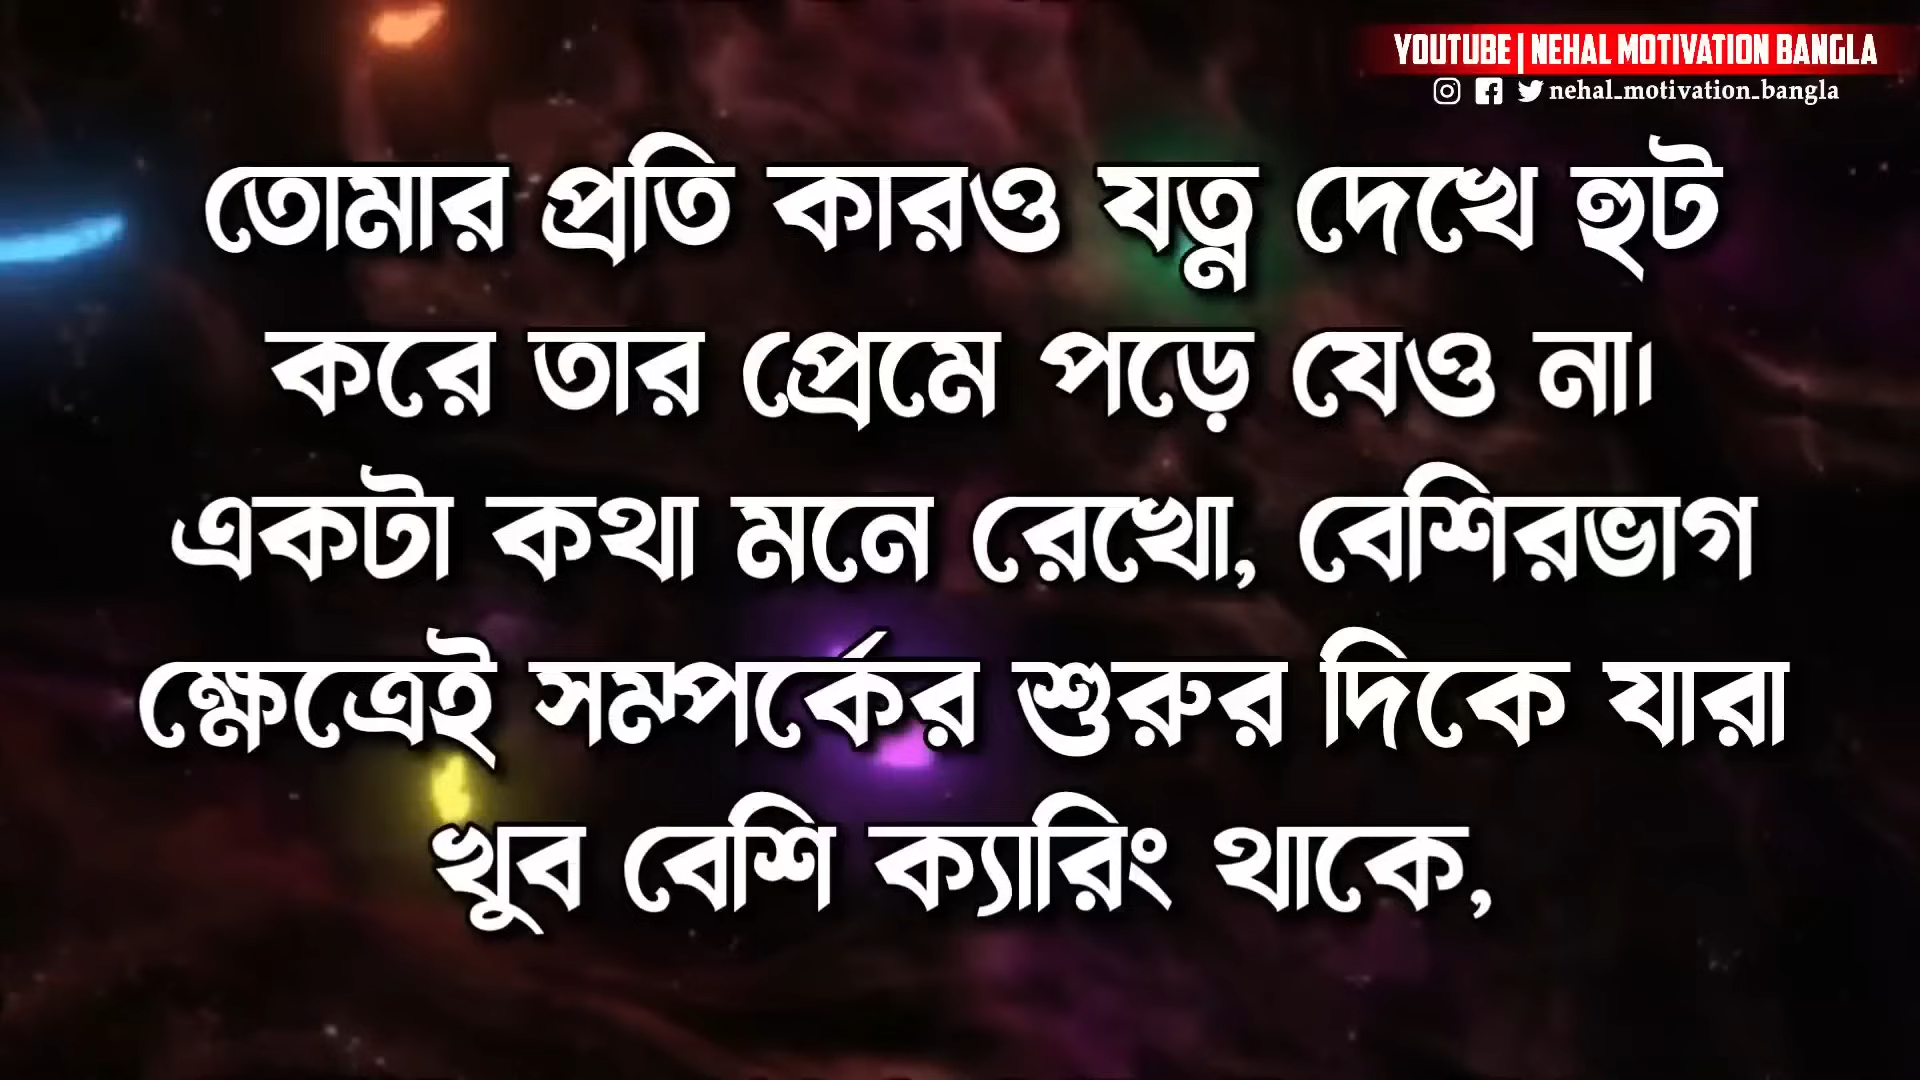 YOUTUBE | NEHAL MOTIVATION BANGLA
nehal_motivation_bangla
তোমার প্রতি কারও যত্ন দেখে হুট
করে তার প্রেমে পড়ে যেও না।
একটা কথা মনে রেখো, বেশিরভাগ
ক্ষেত্রেই সম্পর্কের শুরুর দিকে যারা
খুব বেশি ক্যারিং থাকে,